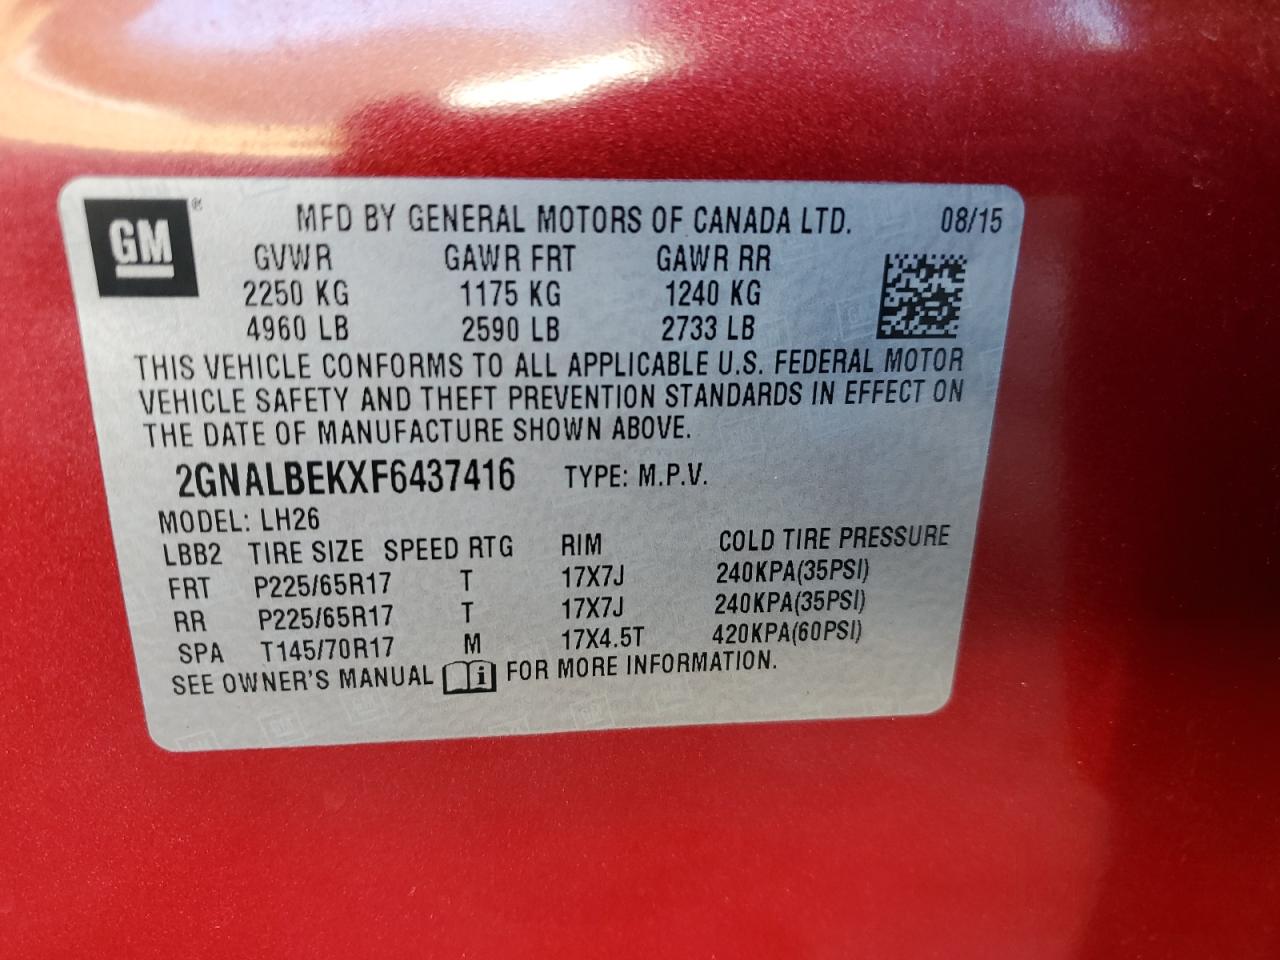 GM ® MFD BY GENERAL MOTORS OF CANADA LTD. 08/15
GVWR GAWR FRT GAWR RR
2250 KG 1175 KG 1240 KG
4960 LB 2590 LB 2733 LB
THIS VEHICLE CONFORMS TO ALL APPLICABLE U.S. FEDERAL MOTOR
VEHICLE SAFETY AND THEFT PREVENTION STANDARDS IN EFFECT ON
THE DATE OF MANUFACTURE SHOWN ABOVE.
2GNALBEKXF6437416 TYPE: M.P.V.
MODEL: LH26
LBB2 TIRE SIZE SPEED RTG RIM COLD TIRE PRESSURE
FRT P225/65R17 T 17X7J 240KPA(35PSI)
RR P225/65R17 T 17X7J 240KPA(35PSI)
SPA T145/70R17 M 17X4.5T 420KPA(60PSI)
SEE OWNER'S MANUAL i FOR MORE INFORMATION.